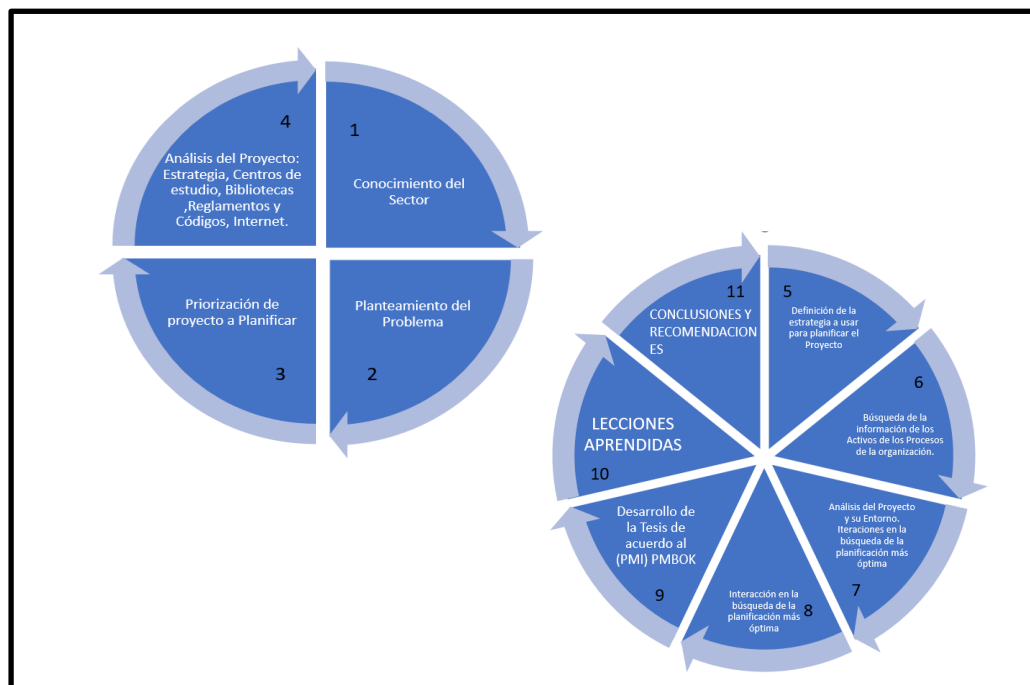 1
Conocimiento del
Sector
2
Planteamiento del
Problema
3
Priorización de
proyecto a Planificar
4
Análisis del Proyecto:
Estrategia, Centros de
estudio, Bibliotecas
,Reglamentos y
Códigos, Internet.
5
Definición de la
estrategia a usar
para planificar el
Proyecto
6
Búsqueda de la
información de los
Activos de los Procesos
de la organización.
Análisis del Proyecto
y su Entorno.
Iteraciones en la
búsqueda de la
planificación más
óptima
7
Interacción en la
búsqueda de la
planificación más
óptima
8
Desarrollo de
la Tesis de
acuerdo al
(PMI) PMBOK
9
LECCIONES
APRENDIDAS
10
11
CONCLUSIONES Y
RECOMENDACION
ES